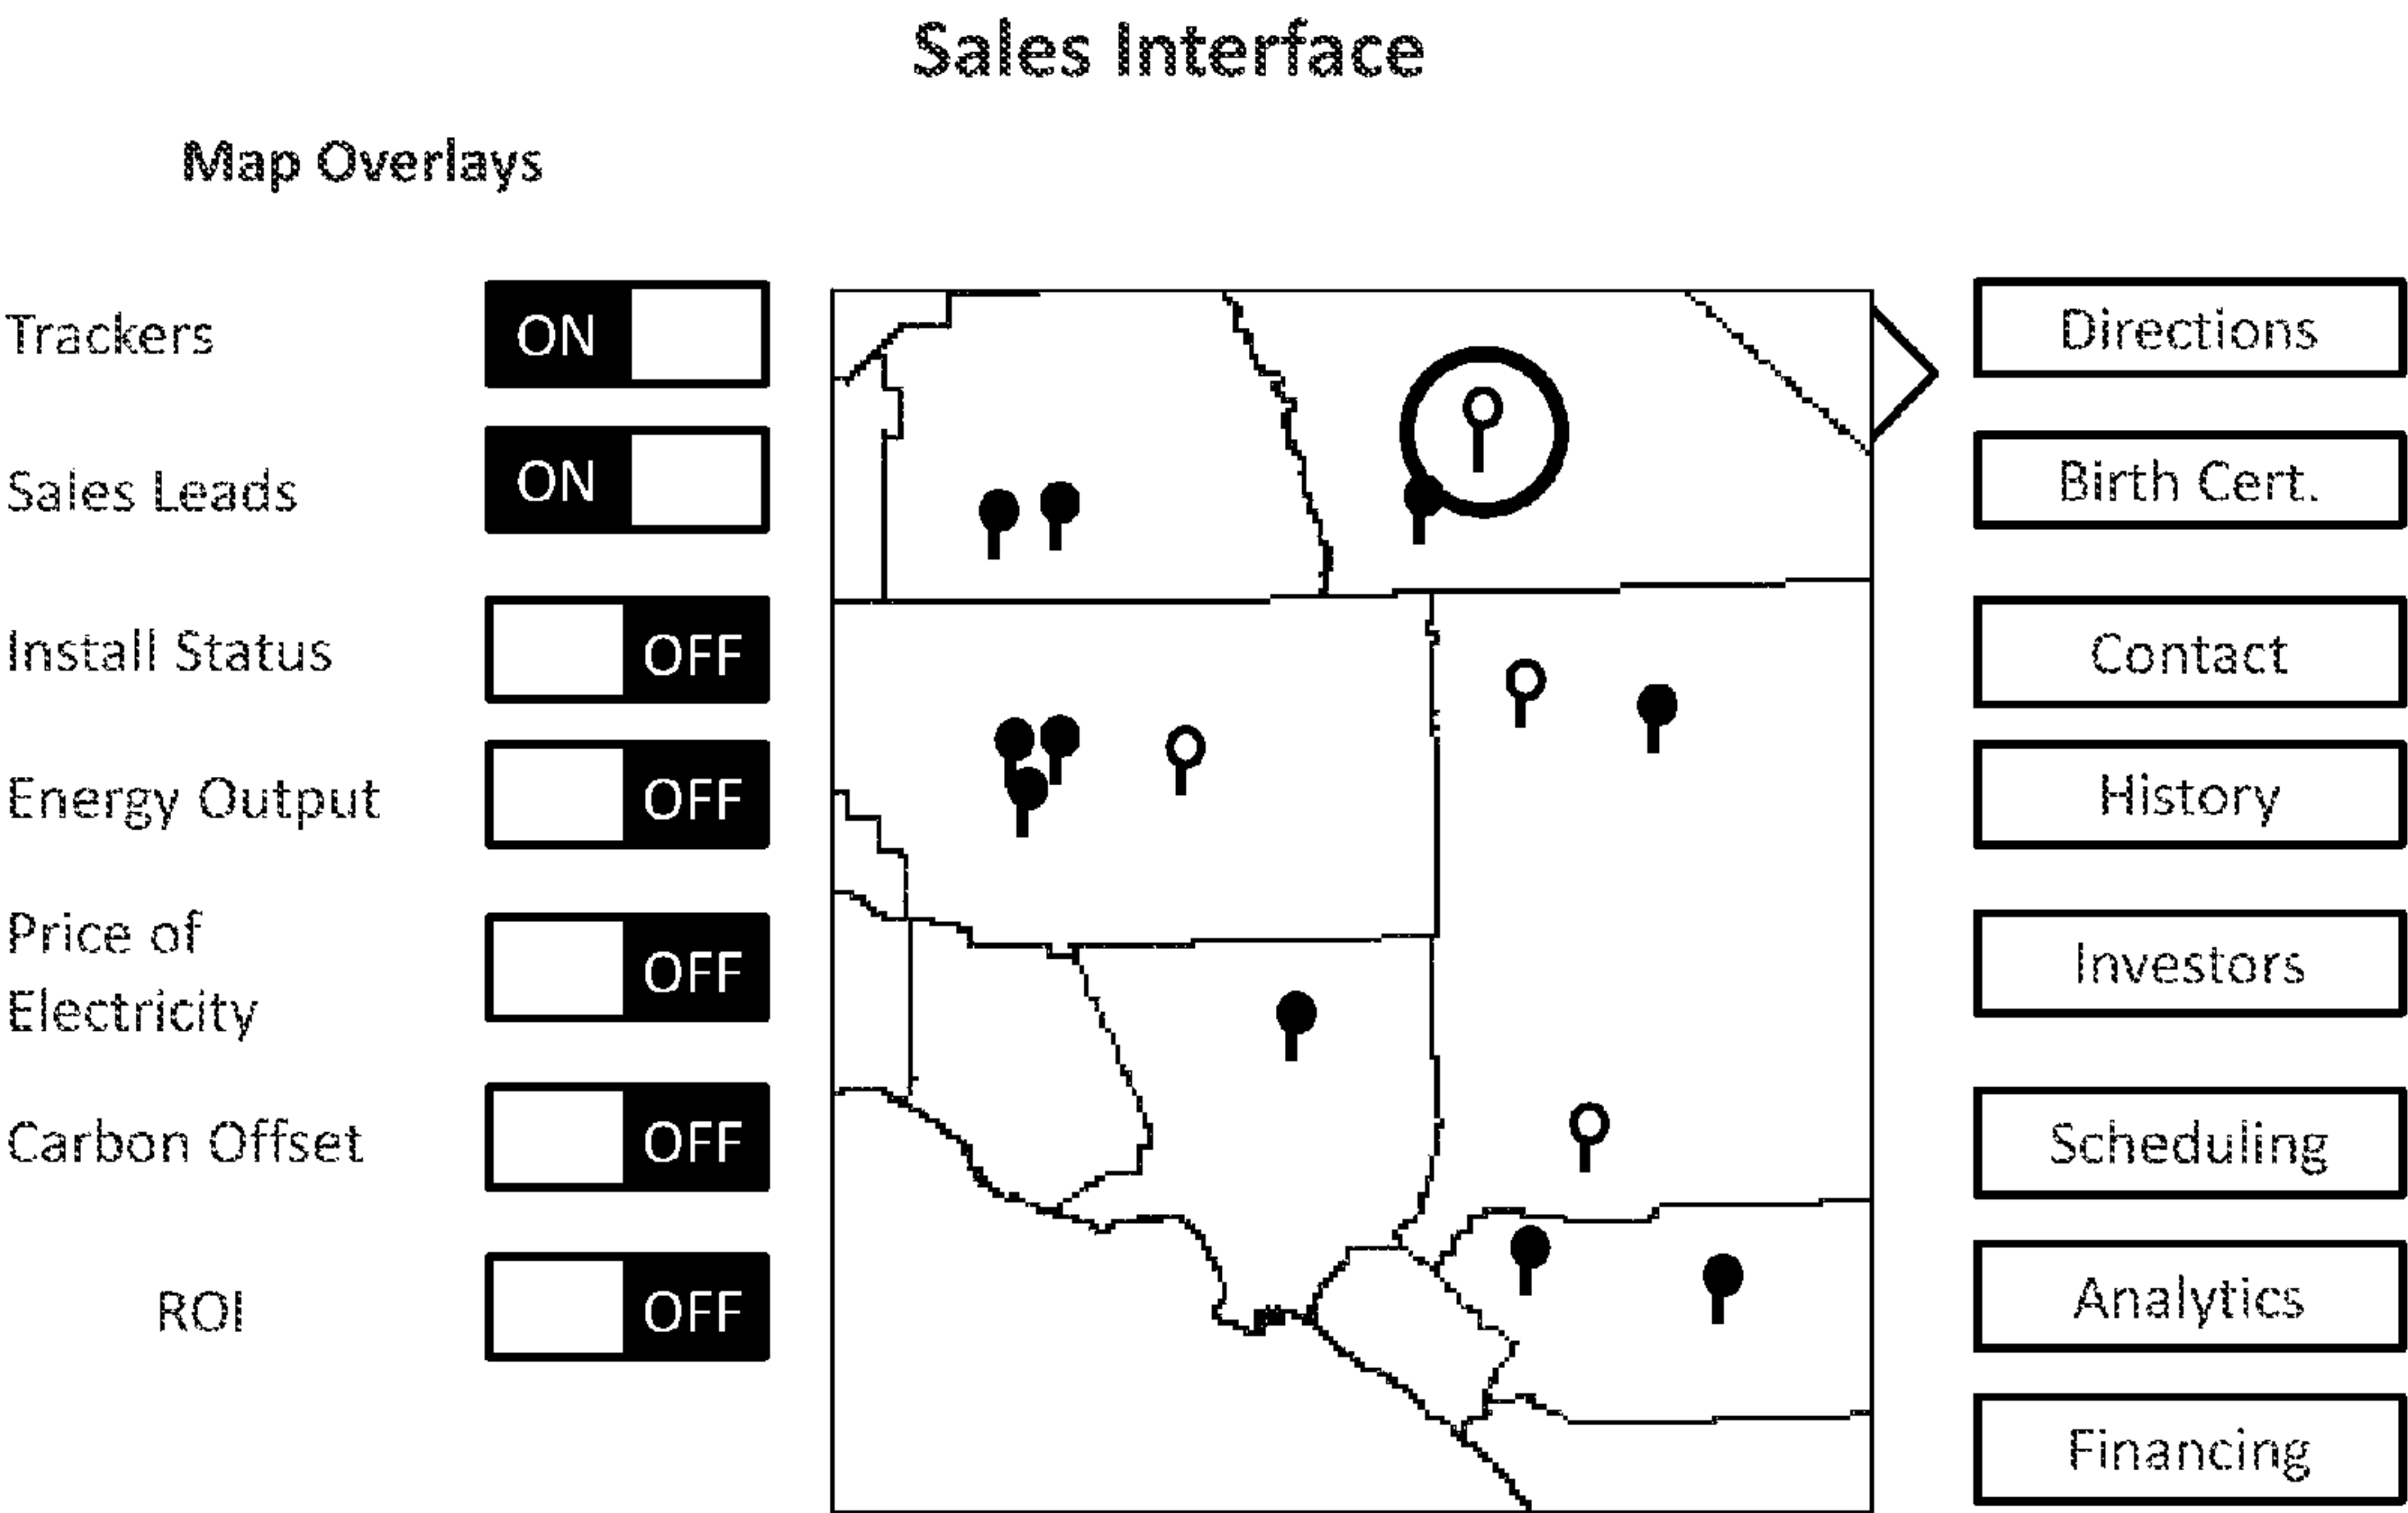 Sales Interface
Map Overlays
Trackers
ON
Sales Leads
ON
Install Status
OFF
Energy Output
OFF
Price of
Electricity
OFF
Carbon Offset
OFF
ROI
OFF
Directions
Birth Cert.
Contact
History
Investors
Scheduling
Analytics
Financing